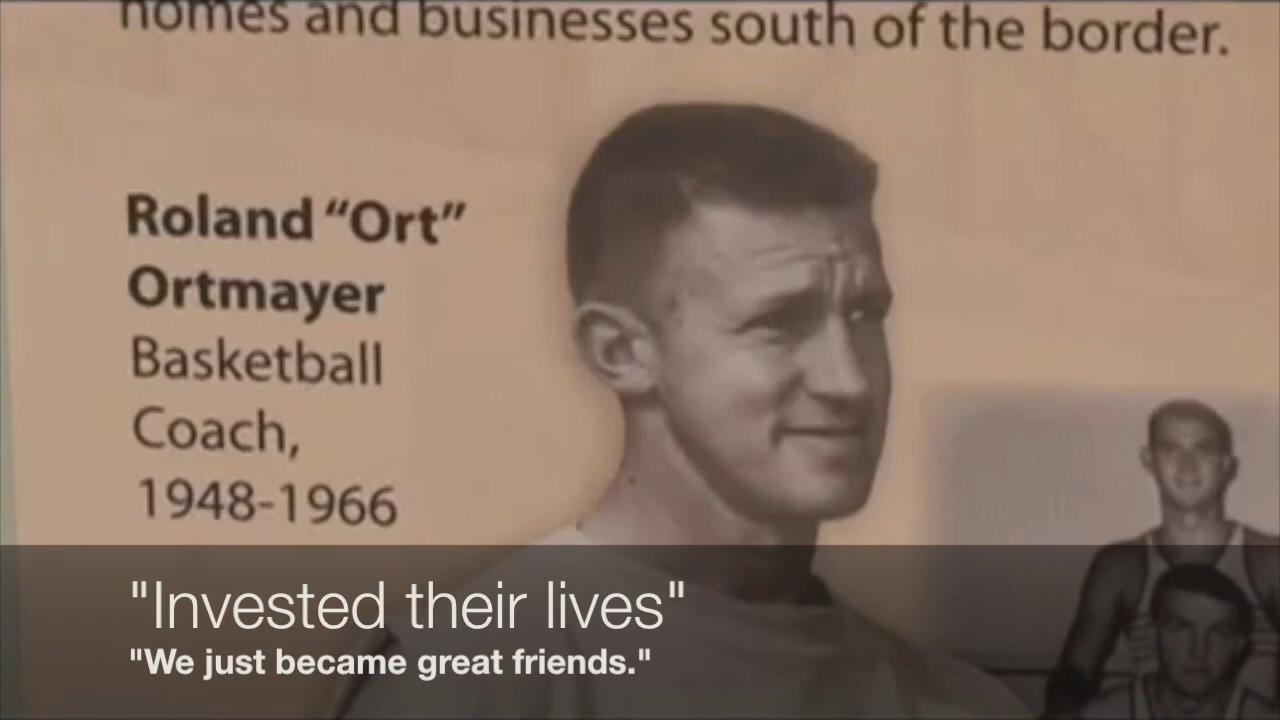 homes and businesses south of the border.
Roland “Ort”
Ortmayer
Basketball
Coach,
1948-1966
"Invested their lives"
"We just became great friends."